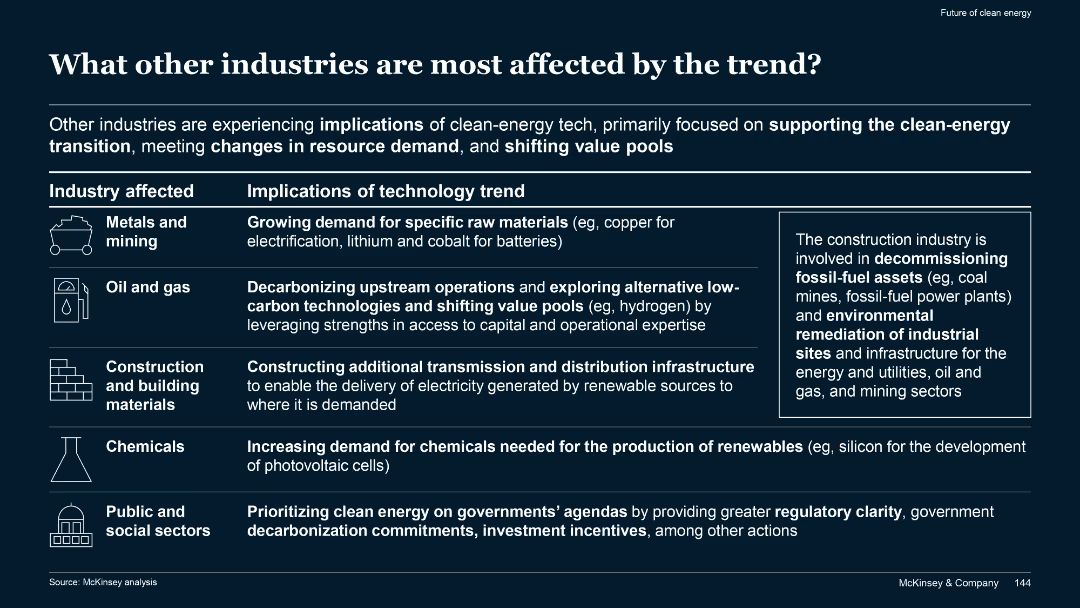 Future of clean energy
What other industries are most affected by the trend?
Other industries are experiencing implications of clean-energy tech, primarily focused on supporting the clean-energy
transition, meeting changes in resource demand, and shifting value pools
Industry affected
Implications of technology trend
Metals and
mining
Growing demand for specific raw materials (eg, copper for
electrification, lithium and cobalt for batteries)
Oil and gas
Decarbonizing upstream operations and exploring alternative low-
carbon technologies and shifting value pools (eg, hydrogen) by
leveraging strengths in access to capital and operational expertise
Construction
and building
materials
Constructing additional transmission and distribution infrastructure
to enable the delivery of electricity generated by renewable sources to
where it is demanded
The construction industry is
involved in decommissioning
fossil-fuel assets (eg, coal
mines, fossil-fuel power plants)
and environmental
remediation of industrial
sites and infrastructure for the
energy and utilities, oil and
gas, and mining sectors
Chemicals
Increasing demand for chemicals needed for the production of renewables (eg, silicon for the development
of photovoltaic cells)
Public and
social sectors
Prioritizing clean energy on governments' agendas by providing greater regulatory clarity, government
decarbonization commitments, investment incentives, among other actions
Source: McKinsey analysis
McKinsey & Company 144